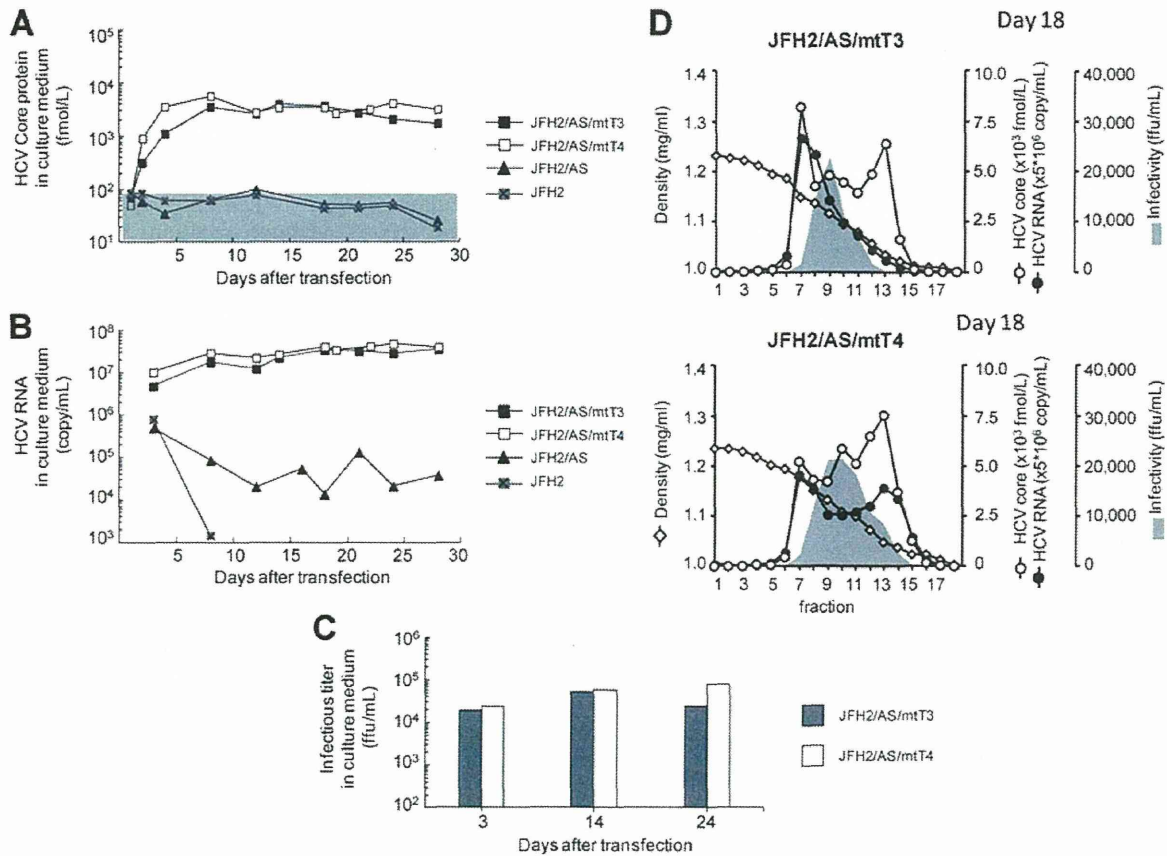 A
HCV Core protein
in culture medium
(fmol/L)
10^5
10^4
10^3
10^2
10^1
0 5 10 15 20 25 30
Days after transfection
JFH2/AS/mtT3
JFH2/AS/mtT4
JFH2/AS
JFH2
B
HCV RNA
in culture medium
(copy/mL)
10^8
10^7
10^6
10^5
10^4
10^3
5 10 15 20 25 30
Days after transfection
JFH2/AS/mtT3
JFH2/AS/mtT4
JFH2/AS
JFH2
C
Infectious titer
in culture medium
(ffu/mL)
10^6
10^5
10^4
10^3
10^2
3 14 24
Days after transfection
JFH2/AS/mtT3
JFH2/AS/mtT4
D
Day 18
JFH2/AS/mtT3
Density (mg/ml)
1.4
1.3
1.2
1.1
1.0
1 3 5 7 9 11 13 15 17
10.0
7.5
5.0
2.5
0
HCV core (x10^3 fmol/L)
HCV RNA (x5*10^6 copy/mL)
40,000
30,000
20,000
10,000
0
Infectivity (ffu/mL)
Day 18
JFH2/AS/mtT4
Density (mg/ml)
1.4
1.3
1.2
1.1
1.0
1 3 5 7 9 11 13 15 17
fraction
10.0
7.5
5.0
2.5
0
HCV core (x10^3 fmol/L)
HCV RNA (x5*10^6 copy/mL)
40,000
30,000
20,000
10,000
0
Infectivity (ffu/mL)